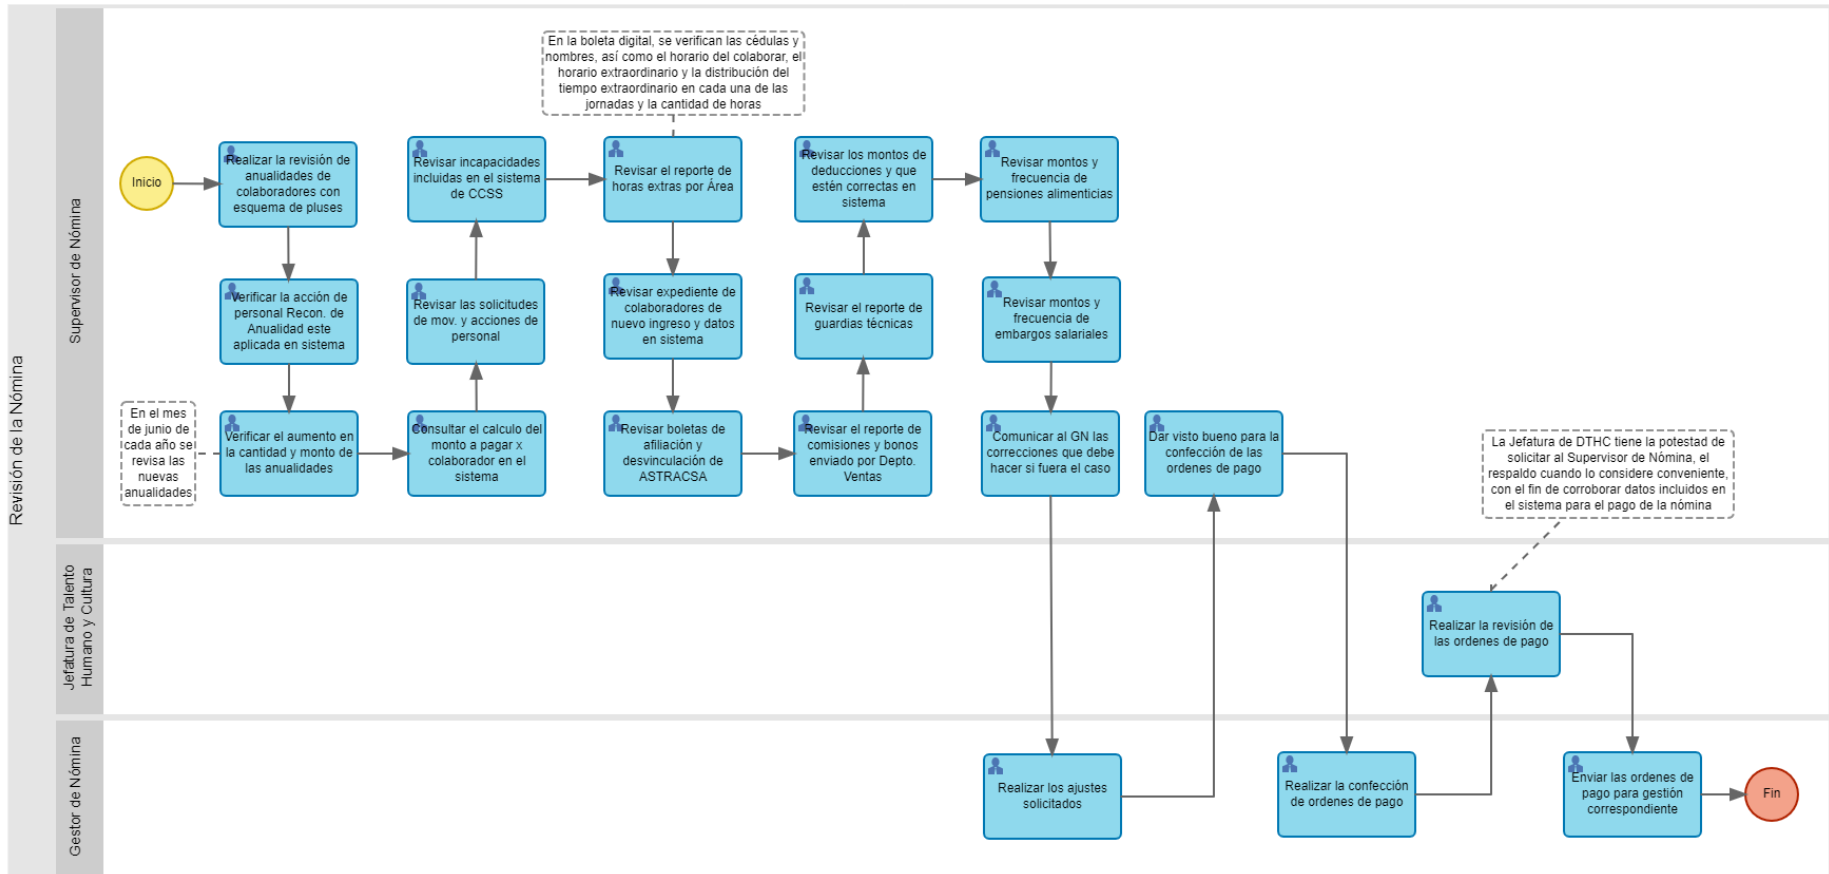 Revisión de la Nómina
Supervisor de Nómina
Inicio
Realizar la revisión de
anualidades de
colaboradores con
esquema de pluses
Verificar la acción de
personal Recon. de
Anualidad este
aplicada en sistema
En el mes
de junio de
cada año se
revisa las
nuevas
anualidades
Verificar el aumento en
la cantidad y monto de
las anualidades
Consultar el calculo del
monto a pagar x
colaborador en el
sistema
Revisar las solicitudes
de mov. y acciones de
personal
Revisar incapacidades
incluidas en el sistema
de CCSS
En la boleta digital, se verifican las cédulas y
nombres, así como el horario del colaborar, el
horario extraordinario y la distribución del
tiempo extraordinario en cada una de las
jornadas y la cantidad de horas
Revisar el reporte de
horas extras por Área
Revisar expediente de
colaboradores de
nuevo ingreso y datos
en sistema
Revisar boletas de
afiliación y
desvinculación de
ASTRACSA
Revisar el reporte de
comisiones y bonos
enviado por Depto.
Ventas
Revisar el reporte de
guardias técnicas
Revisar los montos de
deducciones y que
estén correctas en
sistema
Revisar montos y
frecuencia de
pensiones alimenticias
Revisar montos y
frecuencia de
embargos salariales
Comunicar al GN las
correcciones que debe
hacer si fuera el caso
Dar visto bueno para la
confección de las
ordenes de pago
La Jefatura de DTHC tiene la potestad de
solicitar al Supervisor de Nómina, el
respaldo cuando lo considere conveniente,
con el fin de corroborar datos incluidos en
el sistema para el pago de la nómina
Jefatura de Talento
Humano y Cultura
Realizar la revisión de
las ordenes de pago
Gestor de Nómina
Realizar los ajustes
solicitados
Realizar la confección
de ordenes de pago
Enviar las ordenes de
pago para gestión
correspondiente
Fin